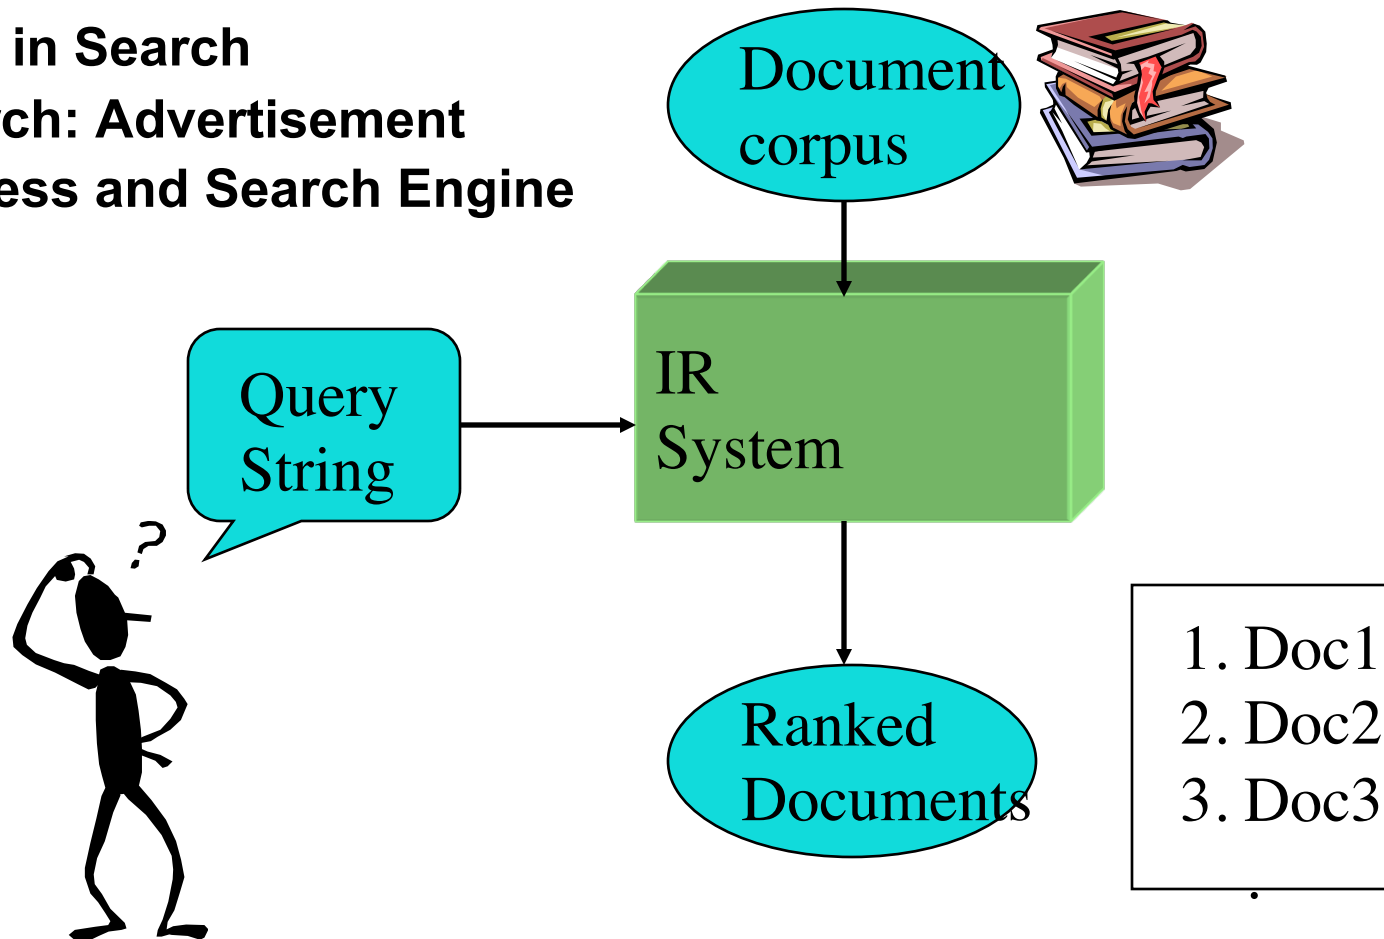 in Search
rch: Advertisement
ess and Search Engine
Document
corpus
IR
System
Query
String
?
Ranked
Documents
1. Doc1
2. Doc2
3. Doc3
.